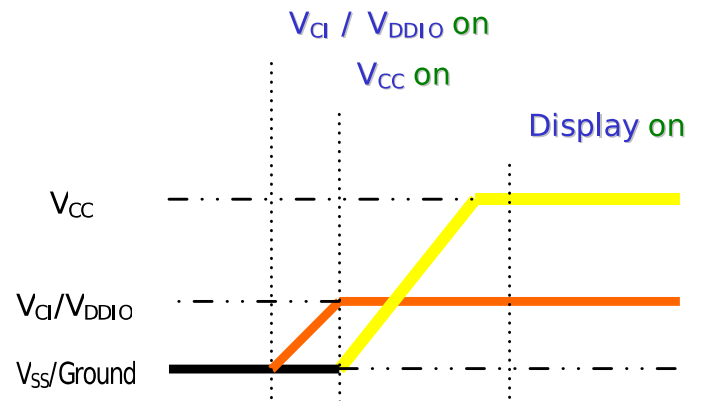 VCI / VDDIO on
VCC on
Display on
VCC
VCI/VDDIO
VSS/Ground